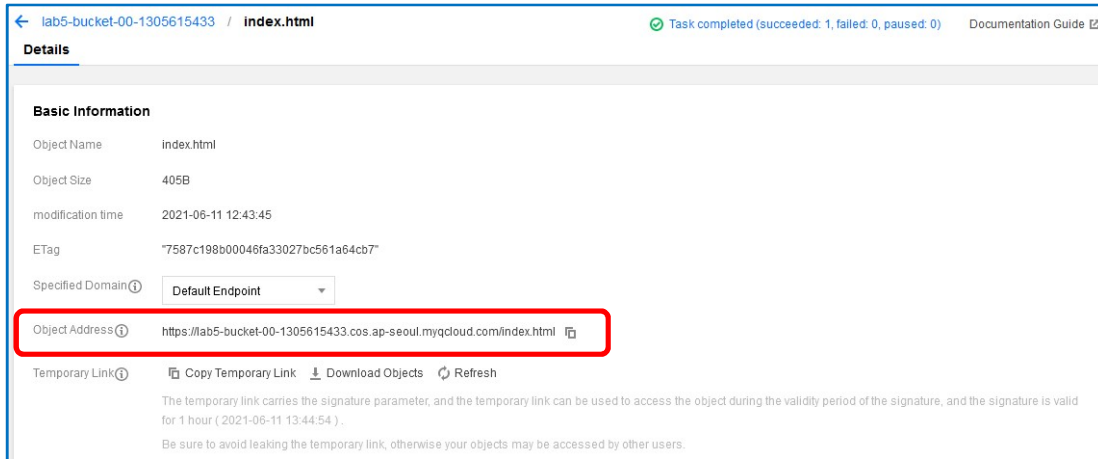 lab5-bucket-00-1305615433 / index.html
Task completed (succeeded: 1, failed: 0, paused: 0)
Documentation Guide
Details
Basic Information
Object Name index.html
Object Size 405B
modification time 2021-06-11 12:43:45
ETag "7587c198b00046fa33027bc561a64cb7"
Specified Domain Default Endpoint
Object Address https://lab5-bucket-00-1305615433.cos.ap-seoul.myqcloud.com/index.html
Temporary Link Copy Temporary Link Download Objects Refresh
The temporary link carries the signature parameter, and the temporary link can be used to access the object during the validity period of the signature, and the signature is valid
for 1 hour ( 2021-06-11 13:44:54 ) .
Be sure to avoid leaking the temporary link, otherwise your objects may be accessed by other users.